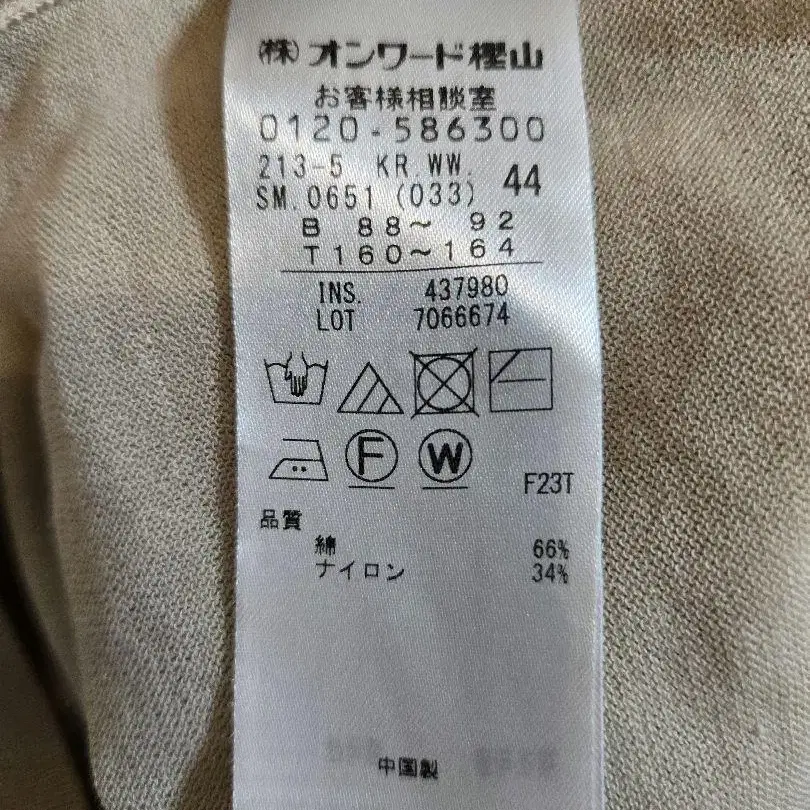 ㈱オンワード樫山
お客様相談室
0120-586300
213-5 KR.WW.
SM.0651 (033) 44
B 88～ 92
T160～164
INS. 437980
LOT 7066674
F W
F23T
品質
綿 66%
ナイロン 34%
中国製